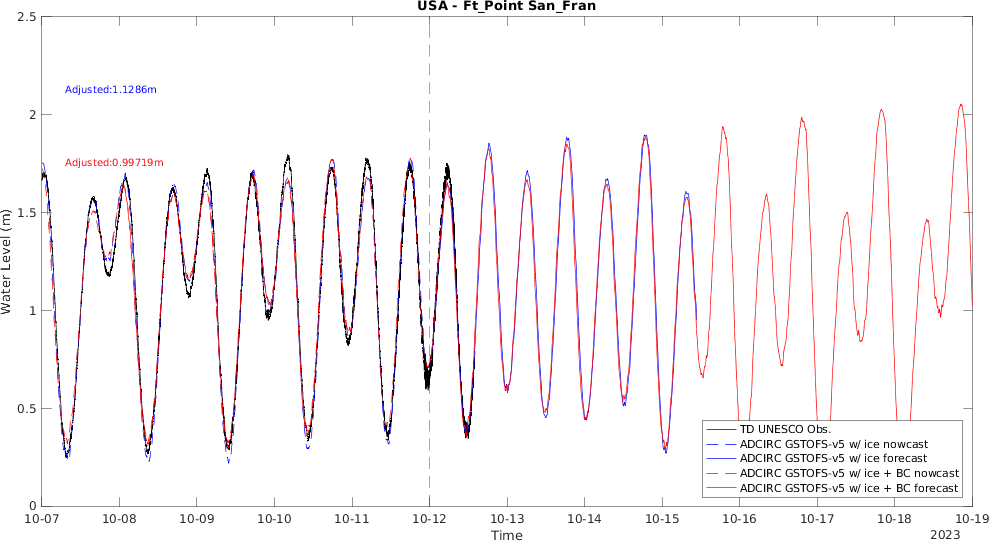 USA - Ft_Point San_Fran
2.5
Adjusted:1.1286m
2
Adjusted:0.99719m
1.5
Water Level (m)
1
0.5
TD UNESCO Obs.
ADCIRC GSTOFS-v5 w/ ice nowcast
ADCIRC GSTOFS-v5 w/ ice forecast
ADCIRC GSTOFS-v5 w/ ice + BC nowcast
ADCIRC GSTOFS-v5 w/ ice + BC forecast
0
10-07 10-08 10-09 10-10 10-11 10-12 10-13 10-14 10-15 10-16 10-17 10-18 10-19
Time
2023